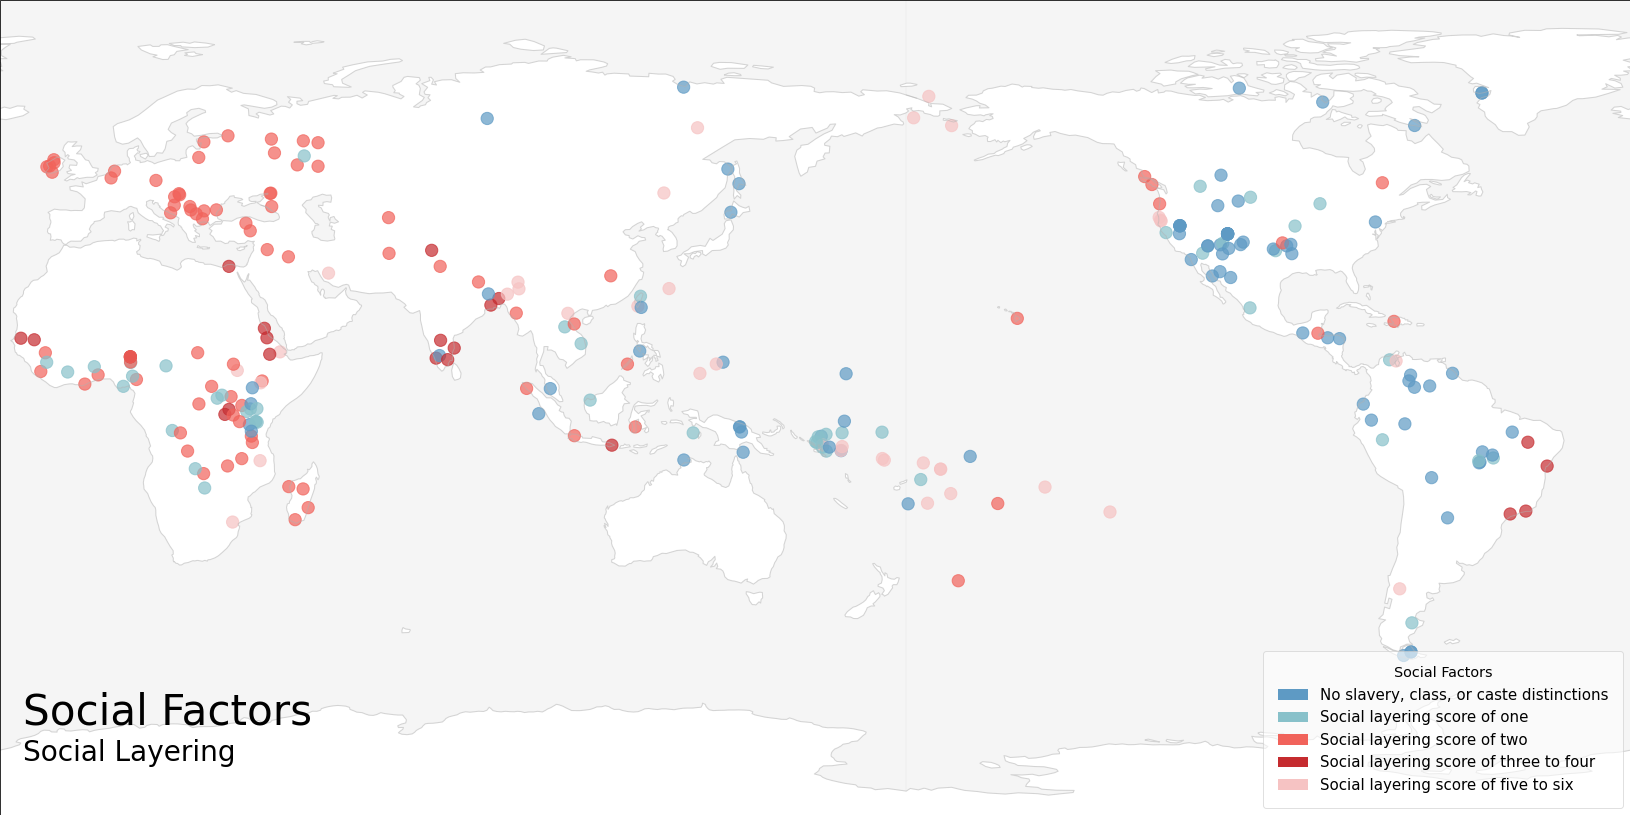 Social Factors
Social Layering
Social Factors
No slavery, class, or caste distinctions
Social layering score of one
Social layering score of two
Social layering score of three to four
Social layering score of five to six